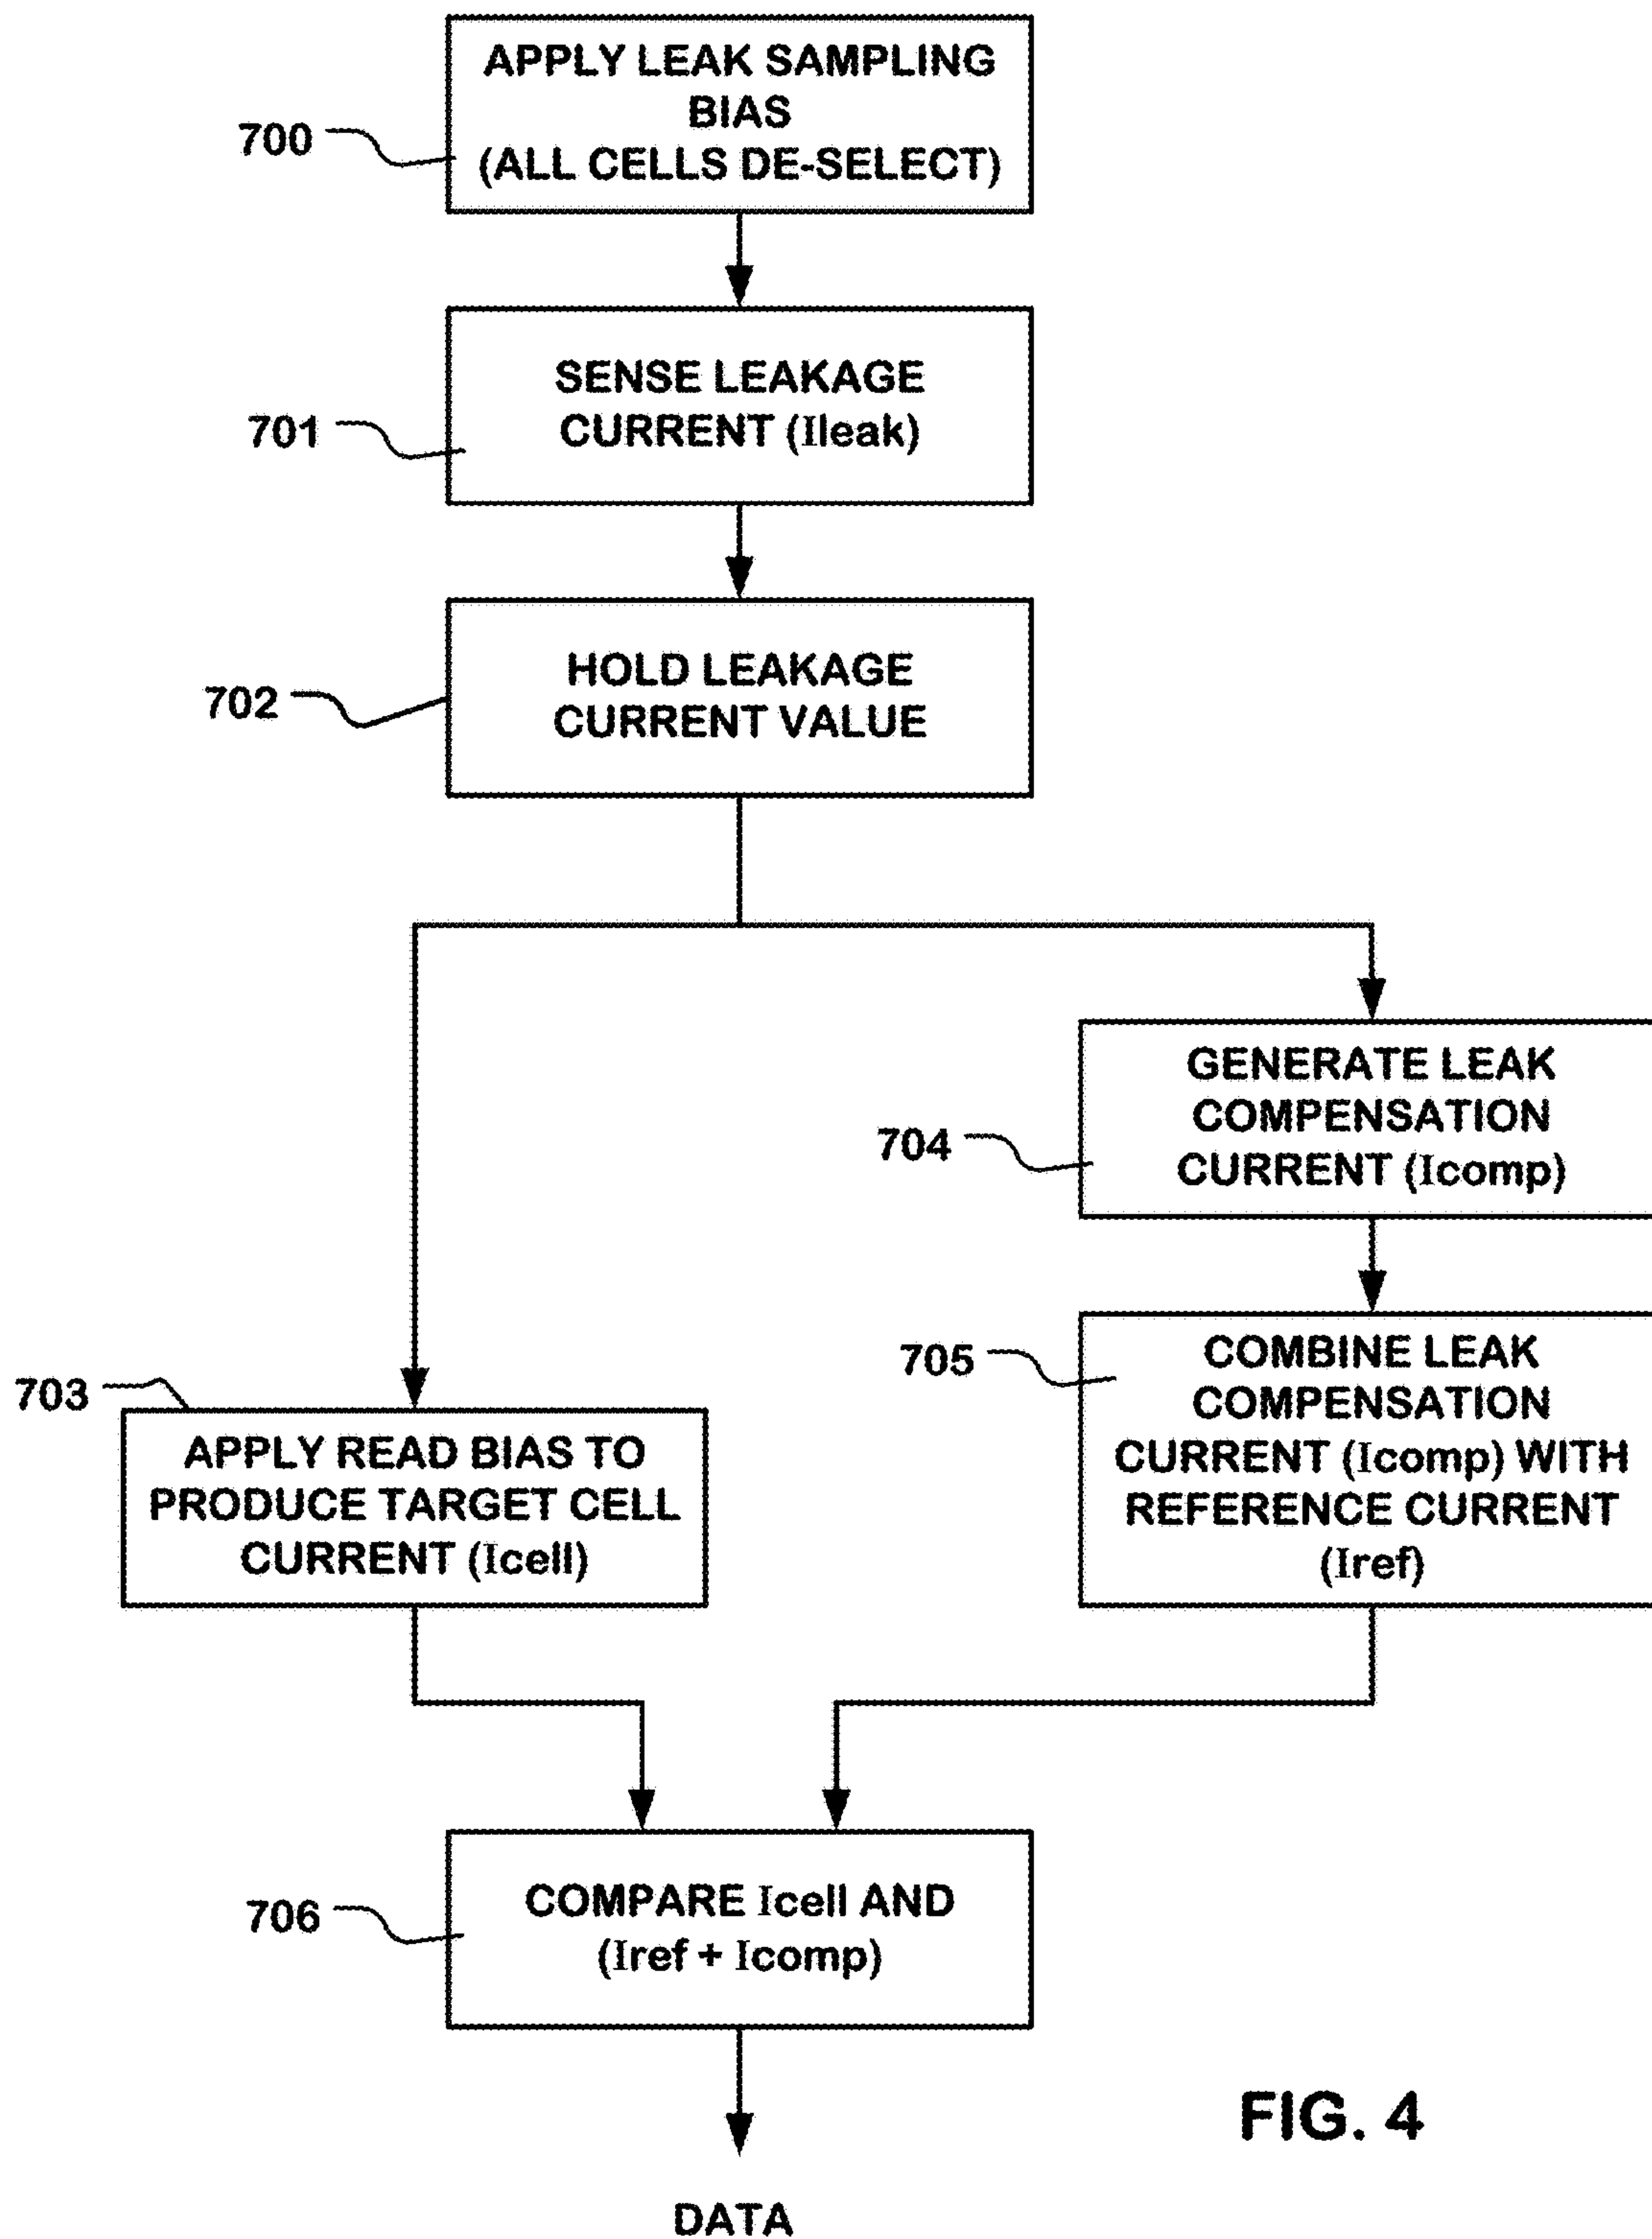 APPLY LEAK SAMPLING
BIAS
(ALL CELLS DE-SELECT)
700
SENSE LEAKAGE
CURRENT (Ileak)
701
HOLD LEAKAGE
CURRENT VALUE
702
GENERATE LEAK
COMPENSATION
CURRENT (Icomp)
704
COMBINE LEAK
COMPENSATION
CURRENT (Icomp) WITH
REFERENCE CURRENT
(Iref)
705
703
APPLY READ BIAS TO
PRODUCE TARGET CELL
CURRENT (Icell)
COMPARE Icell AND
(Iref + Icomp)
706
DATA
FIG. 4